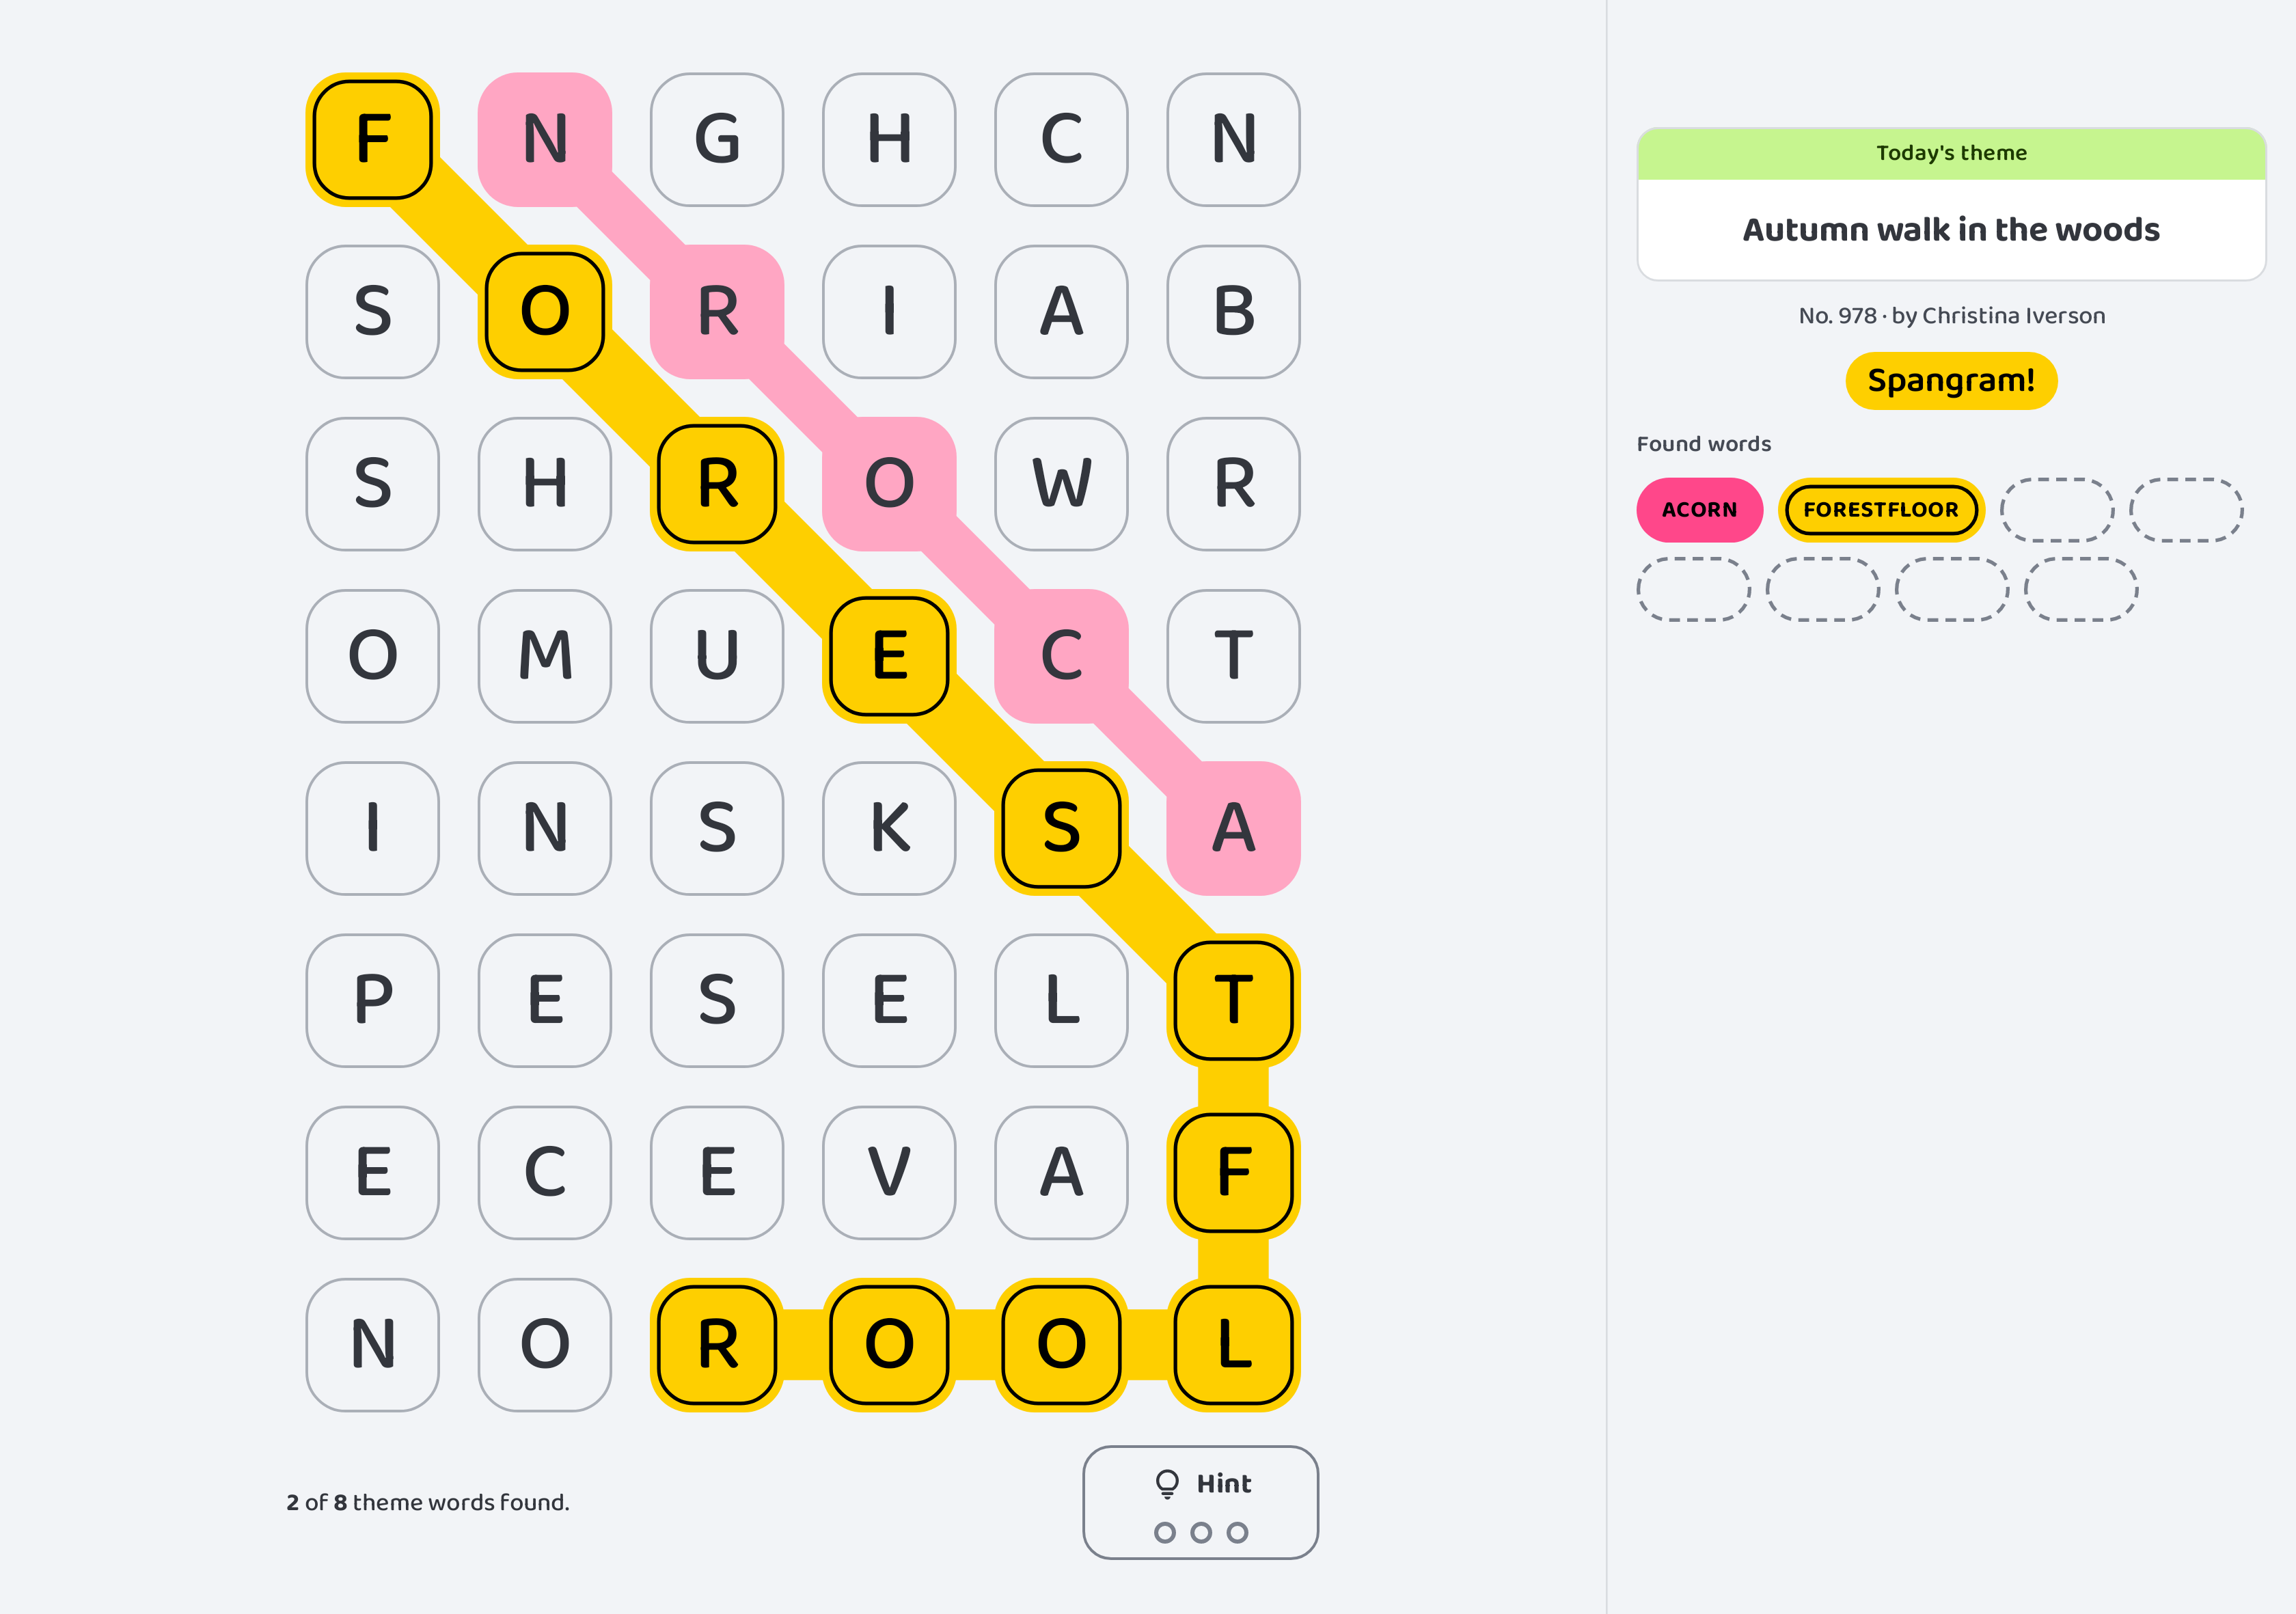 F N G H C N
S O R I A B
S H R O W R
O M U E C T
I N S K S A
P E S E L T
E C E V A F
N O R O O L
2 of 8 theme words found.
Hint
Today's theme
Autumn walk in the woods
No. 978 · by Christina Iverson
Spangram!
Found words
ACORN FORESTFLOOR